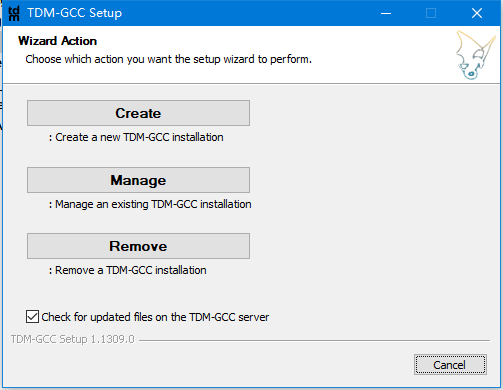 tdm TDM-GCC Setup
Wizard Action
Choose which action you want the setup wizard to perform.
Create
: Create a new TDM-GCC installation
Manage
: Manage an existing TDM-GCC installation
Remove
: Remove a TDM-GCC installation
Check for updated files on the TDM-GCC server
TDM-GCC Setup 1.1309.0
Cancel